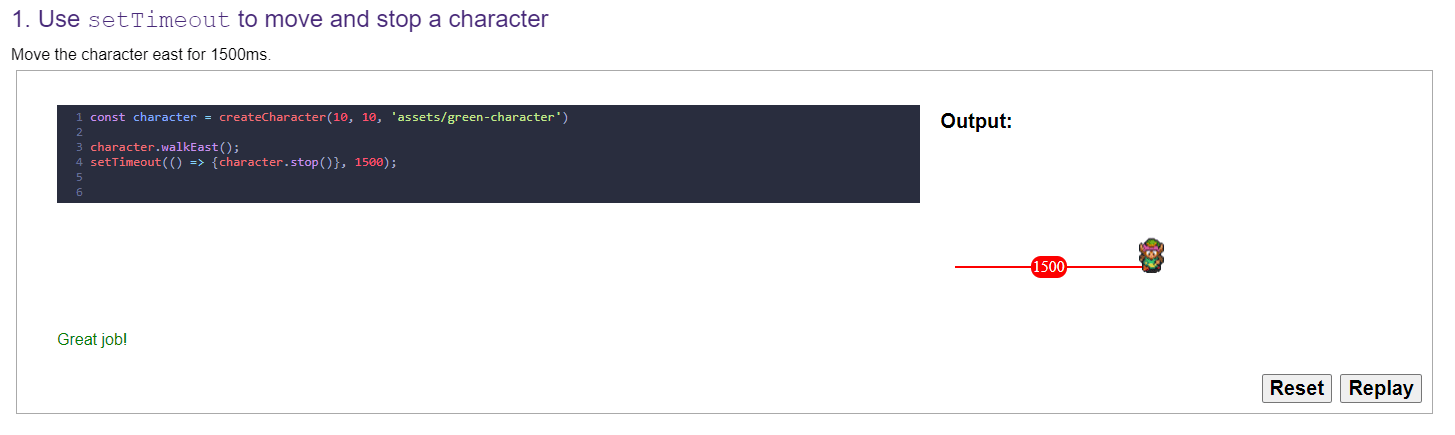 1. Use setTimeout to move and stop a character
Move the character east for 1500ms.
1 const character = createCharacter(10, 10, 'assets/green-character')
2
3 character.walkEast();
4 setTimeout(() => {character.stop()}, 1500);
5
6
Output:
1500
Great job!
Reset Replay